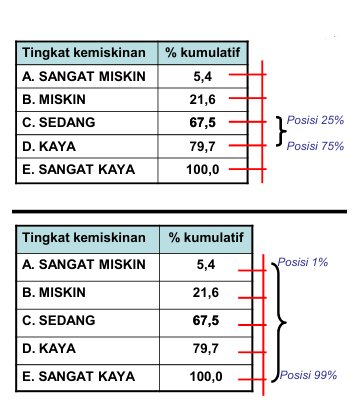 Tingkat kemiskinan % kumulatif
A. SANGAT MISKIN 5,4
B. MISKIN 21,6
C. SEDANG 67,5 Posisi 25%
D. KAYA 79,7 Posisi 75%
E. SANGAT KAYA 100,0
Tingkat kemiskinan % kumulatif
A. SANGAT MISKIN 5,4 Posisi 1%
B. MISKIN 21,6
C. SEDANG 67,5
D. KAYA 79,7
E. SANGAT KAYA 100,0 Posisi 99%